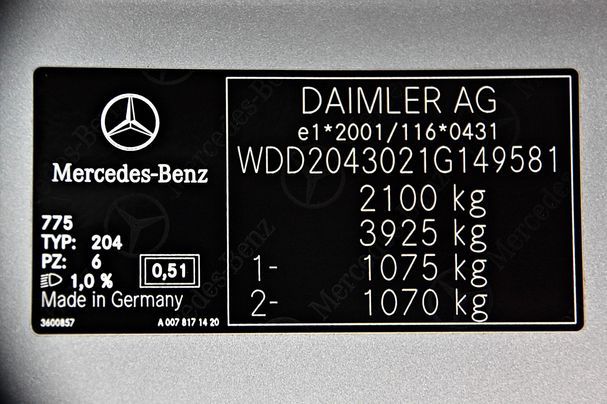 Mercedes-Benz
775
TYP: 204
PZ: 6
1,0 %
0,51
Made in Germany
3600857
A 007 817 14 20
DAIMLER AG
e1*2001/116*0431
WDD2043021G149581
2100 kg
3925 kg
1- 1075 kg
2- 1070 kg